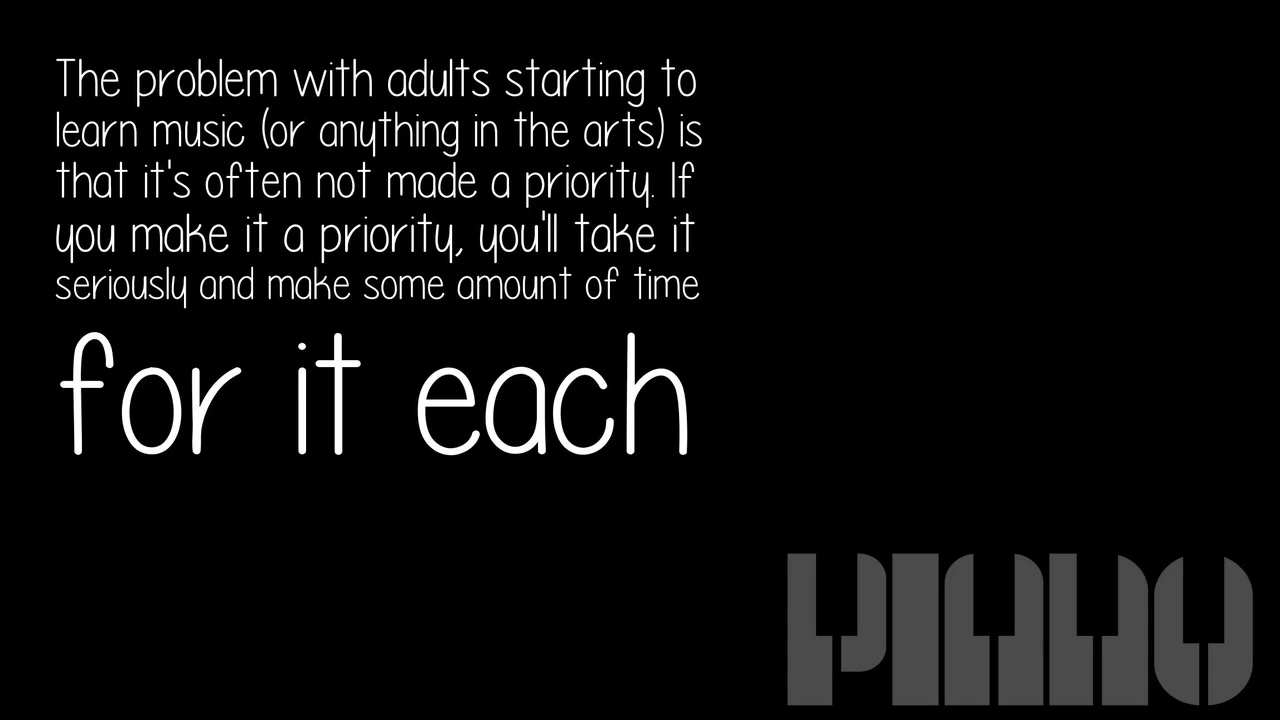 The problem with adults starting to
learn music (or anything in the arts) is
that it's often not made a priority. If
you make it a priority, you'll take it
seriously and make some amount of time
for it each
PIANO